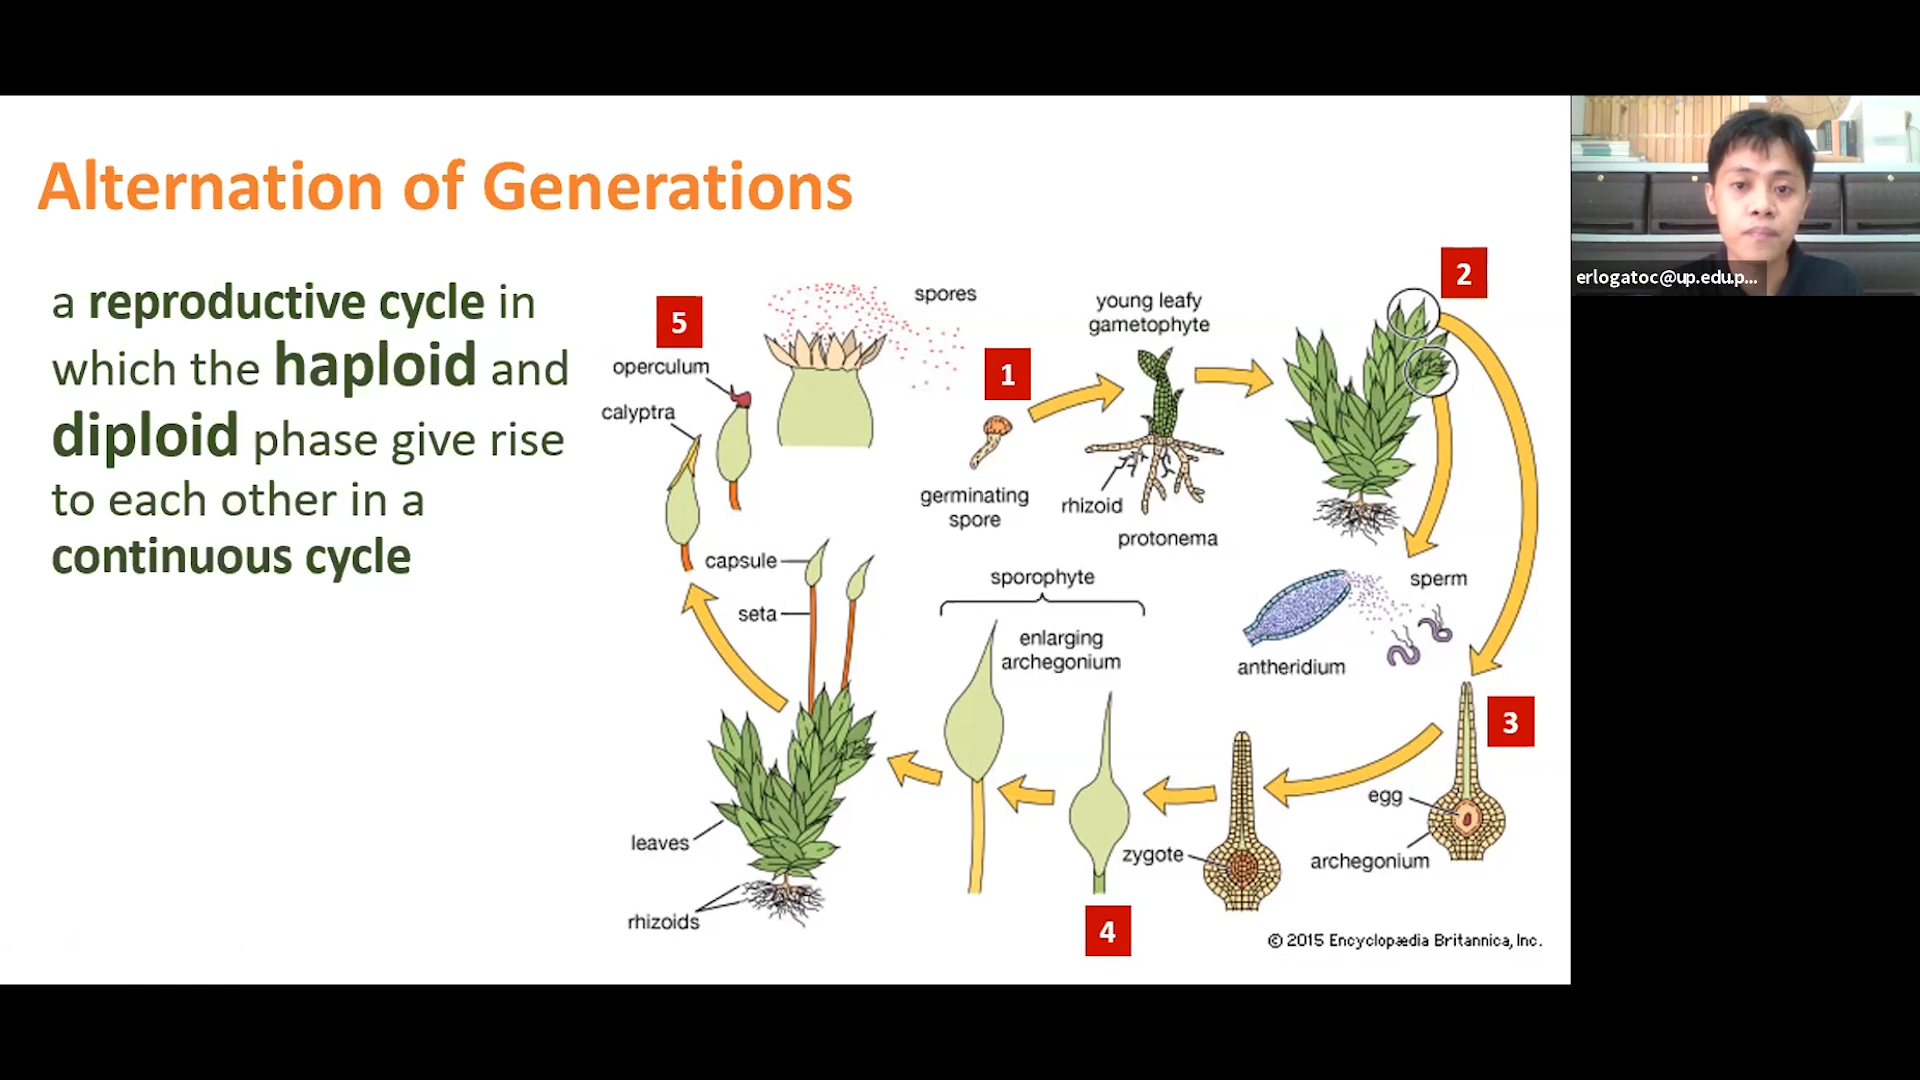 Alternation of Generations
a reproductive cycle in
which the haploid and
diploid phase give rise
to each other in a
continuous cycle
5
operculum
calyptra
spores
1
germinating
spore
young leafy
gametophyte
rhizoid
protonema
2
sperm
antheridium
3
egg
archegonium
zygote
4
sporophyte
enlarging
archegonium
capsule
seta
leaves
rhizoids
© 2015 Encyclopædia Britannica, Inc.
erlogatoc@up.edu.p...